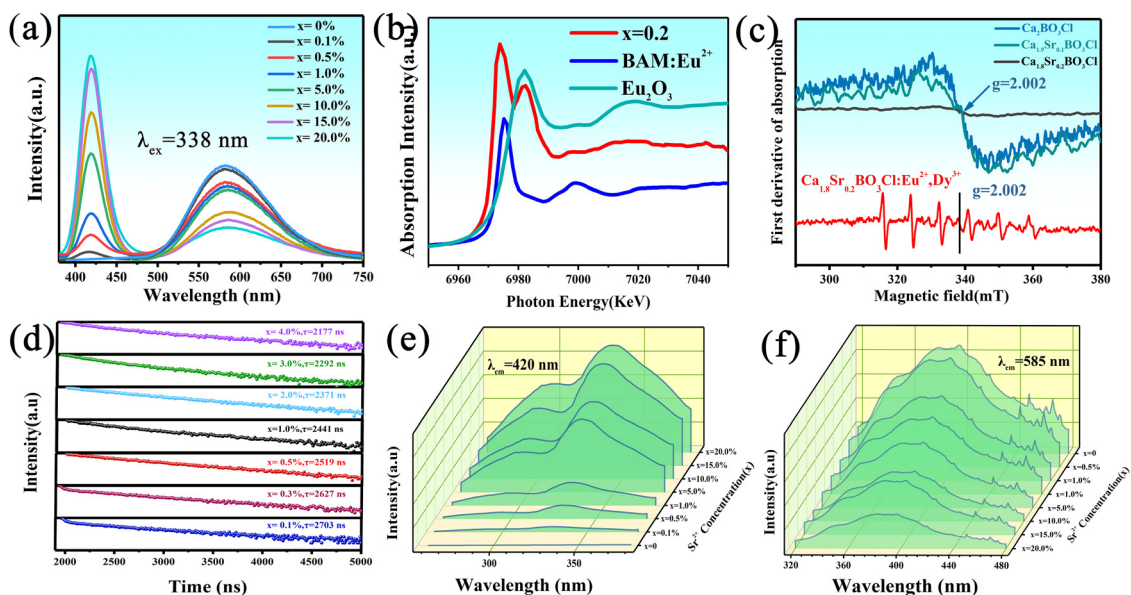 (a)
x= 0%
x= 0.1%
x= 0.5%
x= 1.0%
x= 5.0%
x= 10.0%
x= 15.0%
x= 20.0%
λex=338 nm
Intensity(a.u.)
400 450 500 550 600 650 700 750
Wavelength (nm)
(b)
x=0.2
BAM:Eu²⁺
Eu₂O₃
Absorption Intensity(a.u.)
6960 6980 7000 7020 7040
Photon Energy(KeV)
(c)
Ca₂BO₃Cl
Ca₁.₉Sr₀.₁BO₃Cl
Ca₁.₈Sr₀.₂BO₃Cl
g=2.002
g=2.002
Ca₁.₈Sr₀.₂BO₃Cl:Eu²⁺,Dy³⁺
First derivative of absorption
300 320 340 360 380
Magnetic field(mT)
(d)
x= 4.0%,τ=2177 ns
x= 3.0%,τ=2292 ns
x= 2.0%,τ=2371 ns
x=1.0%,τ=2441 ns
x= 0.5%,τ=2519 ns
x= 0.3%,τ=2627 ns
x= 0.1%,τ=2703 ns
Intensity(a.u)
2000 2500 3000 3500 4000 4500 5000
Time (ns)
(e)
λem=420 nm
Intensity(a.u)
x=20.0%
x=15.0%
x=10.0%
x=5.0%
x=1.0%
x=0.5%
x=0.1%
x=0
Sr²⁺ Concentration(x)
300 350
Wavelength (nm)
(f)
λem=585 nm
Intensity(a.u)
x=0
x=0.5%
x=1.0%
x=1.0%
x=5.0%
x=10.0%
x=15.0%
x=20.0%
Sr²⁺ Concentration(x)
320 360 400 440 480
Wavelength (nm)